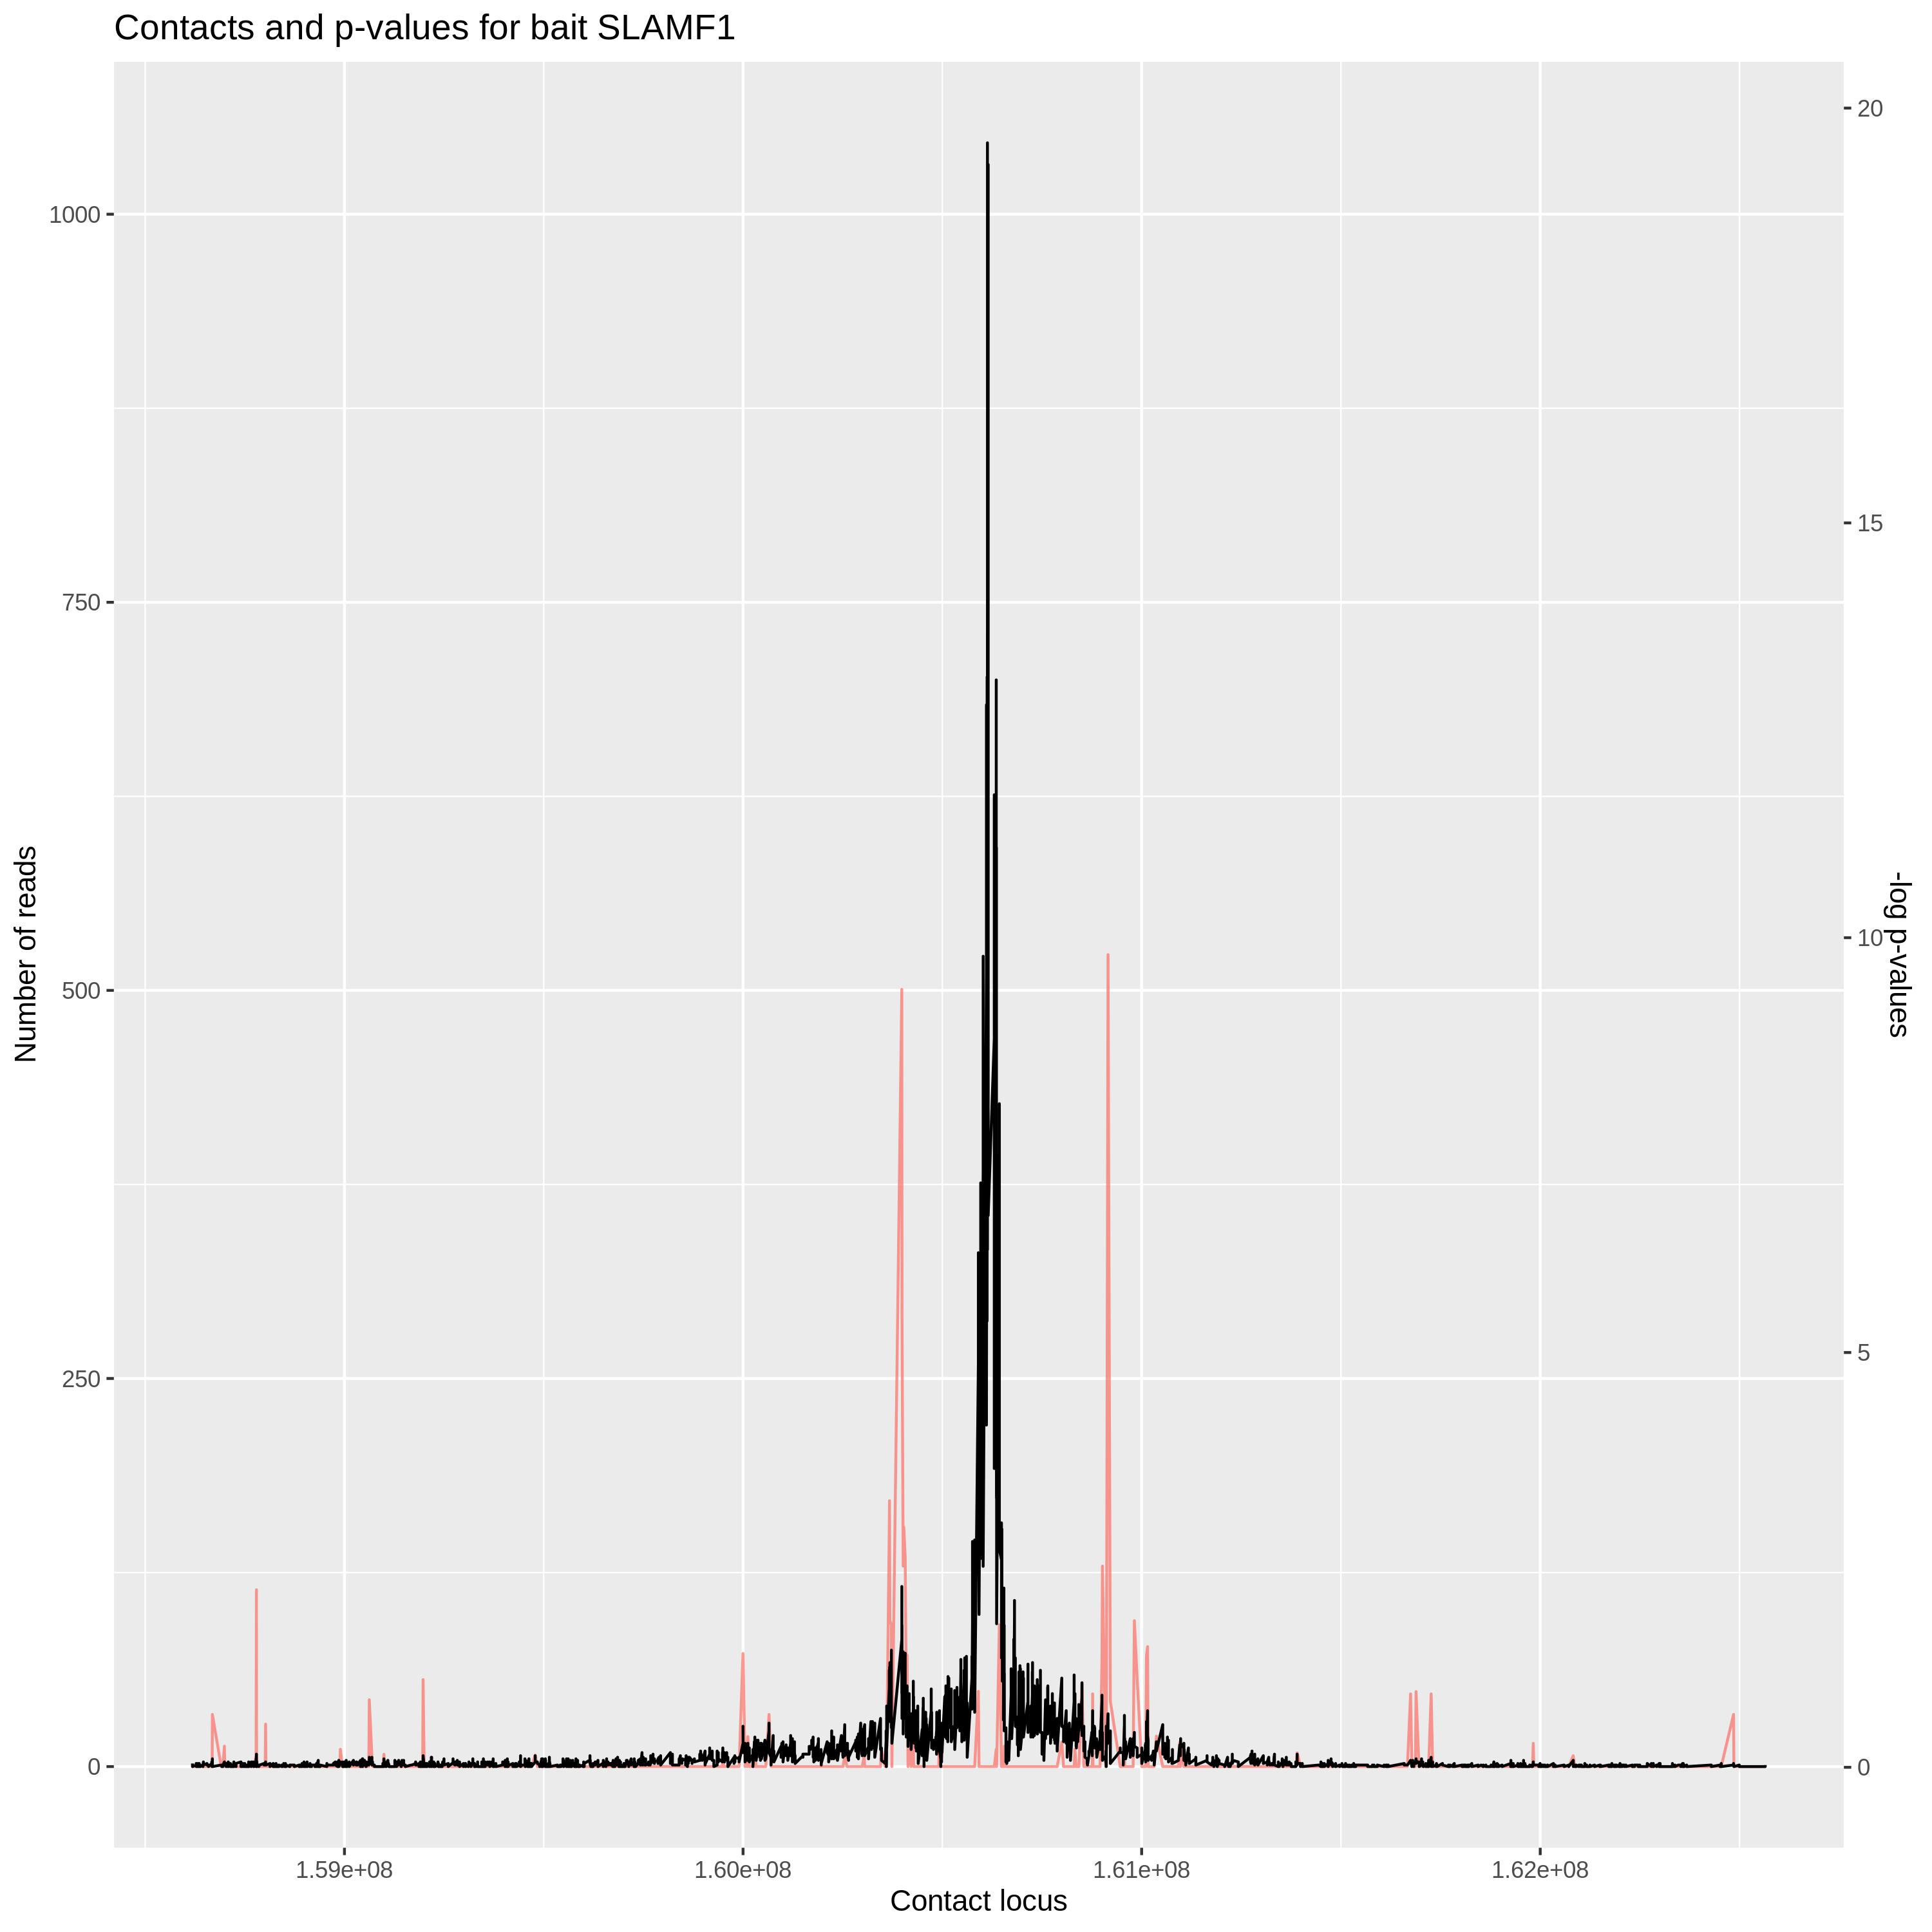 Contacts and p-values for bait SLAMF1
1000
750
500
250
0
Number of reads
20
15
10
5
0
-log p-values
1.59e+08
1.60e+08
1.61e+08
1.62e+08
Contact locus